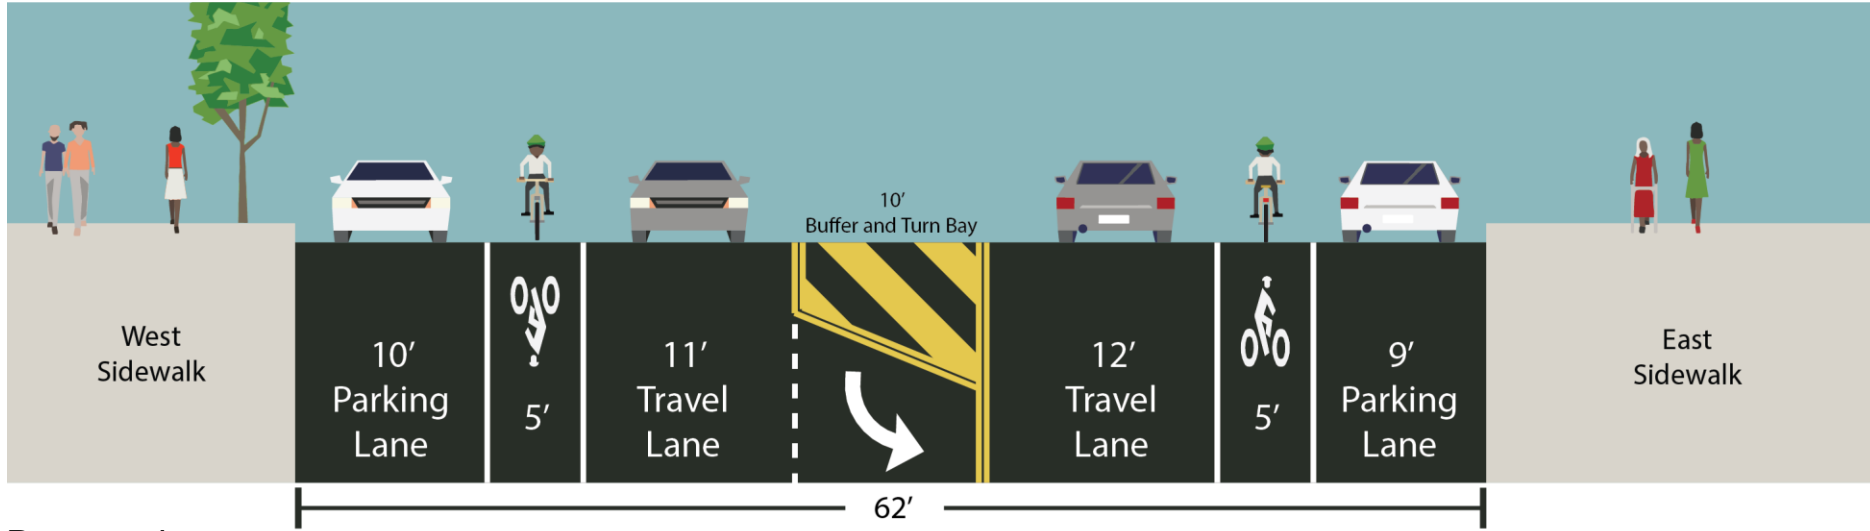 10’
Buffer and Turn Bay
West
Sidewalk
10’
Parking
Lane
5’
11’
Travel
Lane
12’
Travel
Lane
5’
9’
Parking
Lane
East
Sidewalk
62’